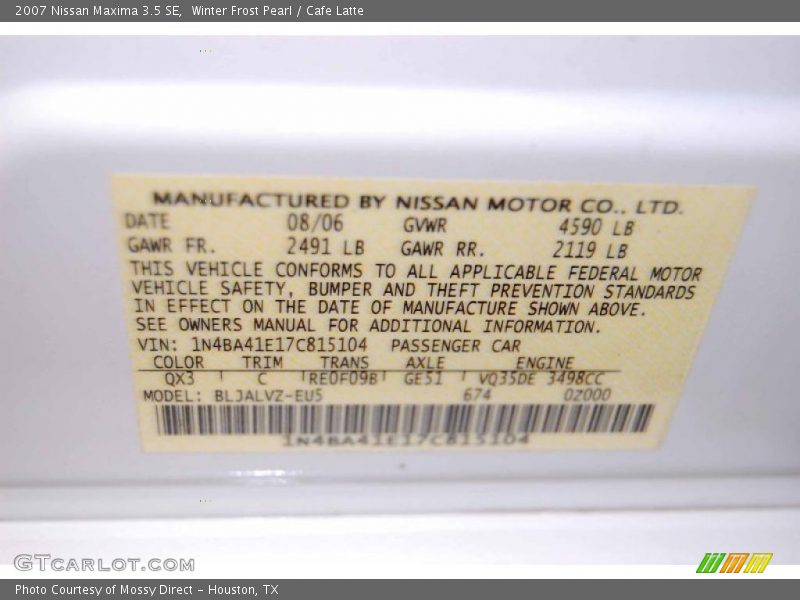 2007 Nissan Maxima 3.5 SE, Winter Frost Pearl / Cafe Latte
MANUFACTURED BY NISSAN MOTOR CO., LTD.
DATE 08/06 GVWR 4590 LB
GAWR FR. 2491 LB GAWR RR. 2119 LB
THIS VEHICLE CONFORMS TO ALL APPLICABLE FEDERAL MOTOR
VEHICLE SAFETY, BUMPER AND THEFT PREVENTION STANDARDS
IN EFFECT ON THE DATE OF MANUFACTURE SHOWN ABOVE.
SEE OWNERS MANUAL FOR ADDITIONAL INFORMATION.
VIN: 1N4BA41E17C815104 PASSENGER CAR
COLOR TRIM TRANS AXLE ENGINE
QX3 C RE0F09B GE51 VQ35DE 3498CC
MODEL: BLJALVZ-EU5 674 02000
1N4BA41E17C815104
GTCARLOT.COM
Photo Courtesy of Mossy Direct - Houston, TX